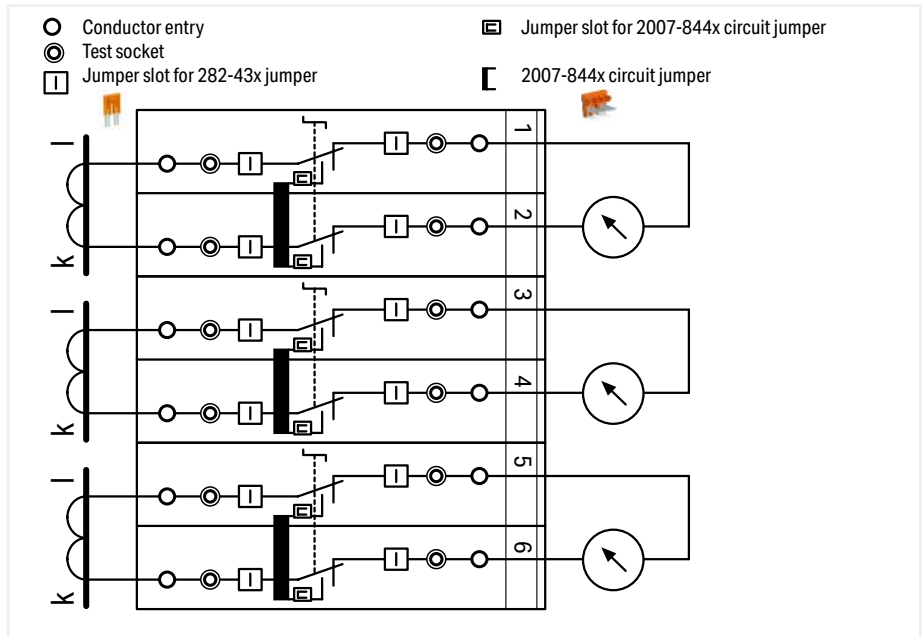 Conductor entry
Test socket
Jumper slot for 282-43x jumper
Jumper slot for 2007-844x circuit jumper
2007-844x circuit jumper
l
k
l
k
l
k
1
2
3
4
5
6